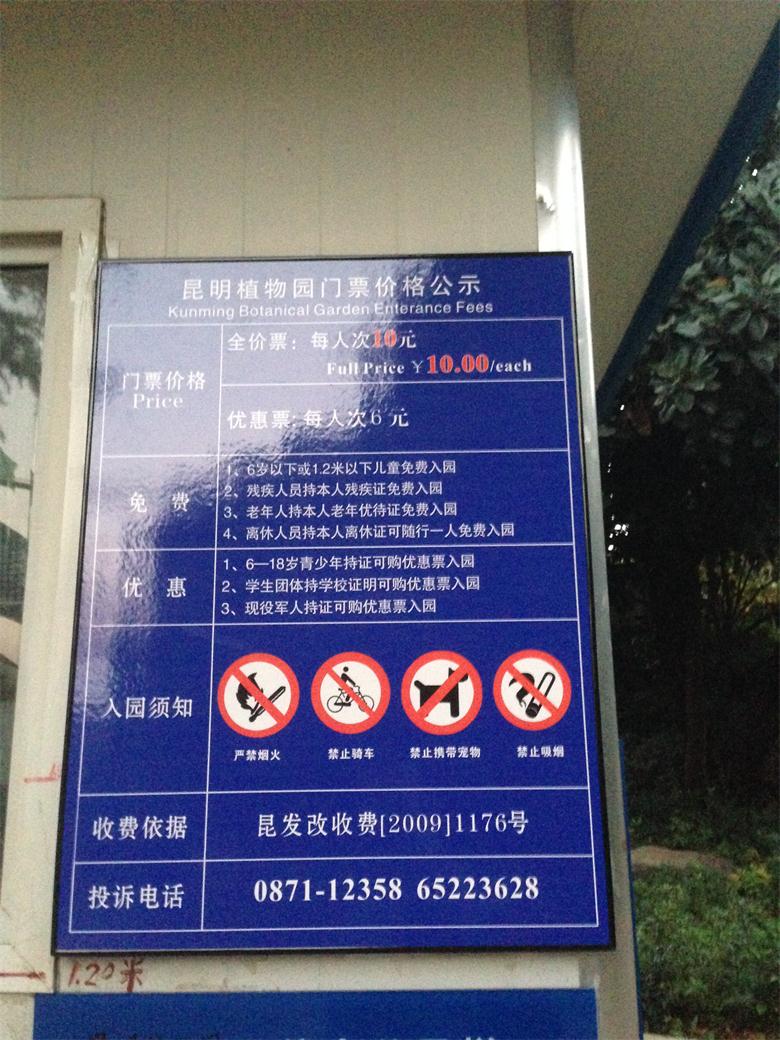 昆明植物园门票价格公示
Kunming Botanical Garden Enterance Fees
门票价格
Price
全价票：每人次10元
Full Price ￥10.00/each
优惠票：每人次6元
免 费
1、6岁以下或1.2米以下儿童免费入园
2、残疾人员持本人残疾证免费入园
3、老年人持本人老年优待证免费入园
4、离休人员持本人离休证可随行一人免费入园
优 惠
1、6—18岁青少年持证可购优惠票入园
2、学生团体持学校证明可购优惠票入园
3、现役军人持证可购优惠票入园
入园须知
严禁烟火
禁止骑车
禁止携带宠物
禁止吸烟
收费依据
昆发改收费[2009]1176号
投诉电话
0871-12358 65223628
1.20米